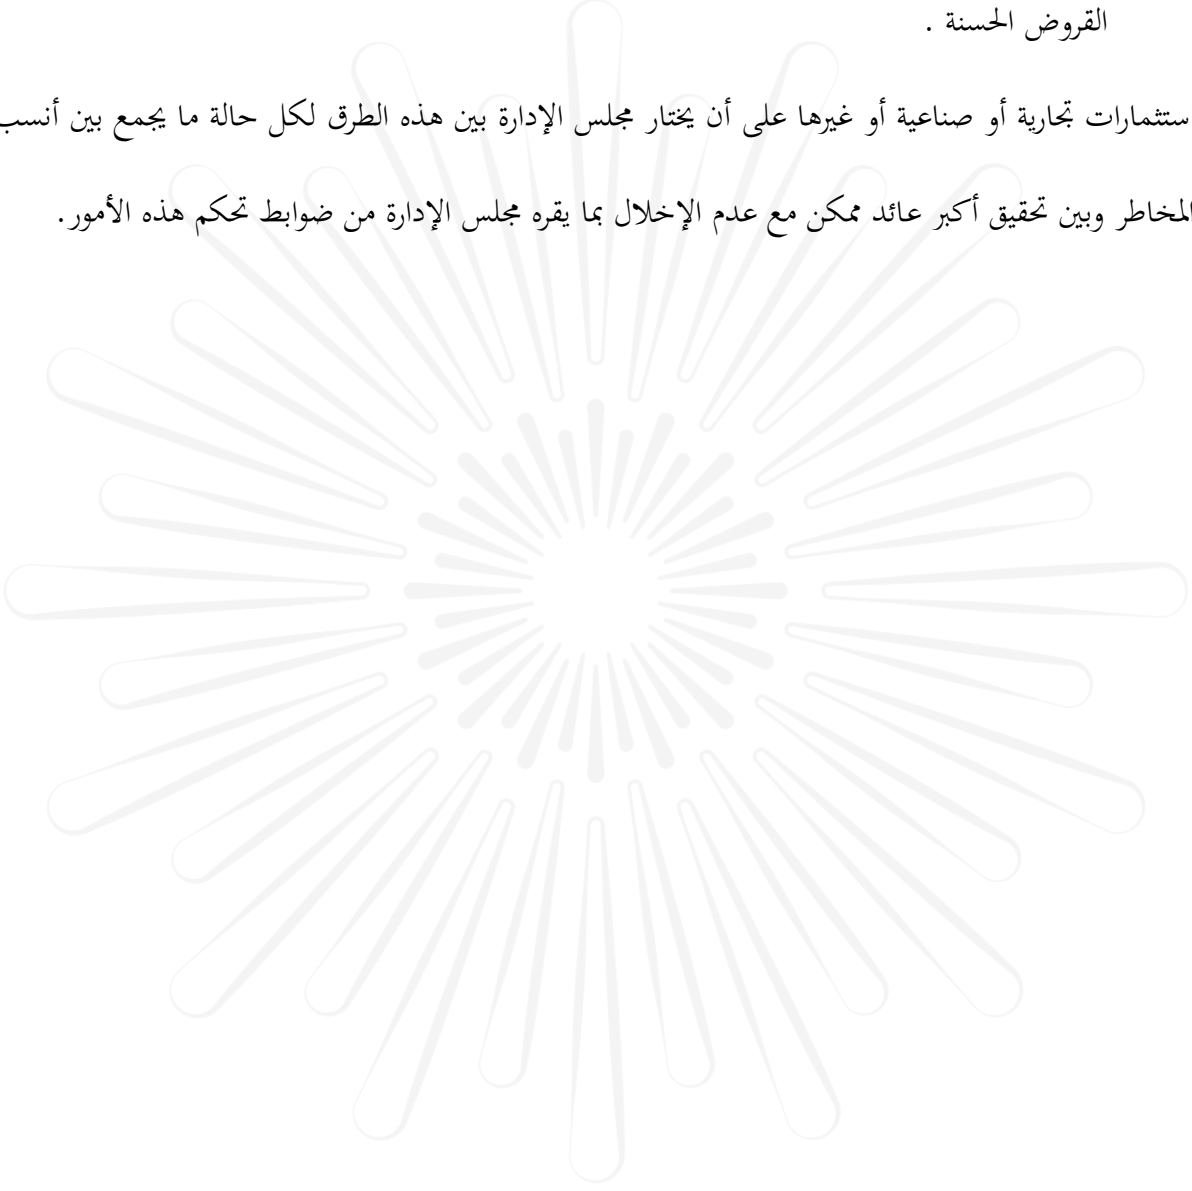 القروض الحسنة .
ستثمارات تجارية أو صناعية أو غيرها على أن يختار مجلس الإدارة بين هذه الطرق لكل حالة ما يجمع بين أنسب
المخاطر وبين تحقيق أكبر عائد ممكن مع عدم الإخلال بما يقره مجلس الإدارة من ضوابط تحكم هذه الأمور.